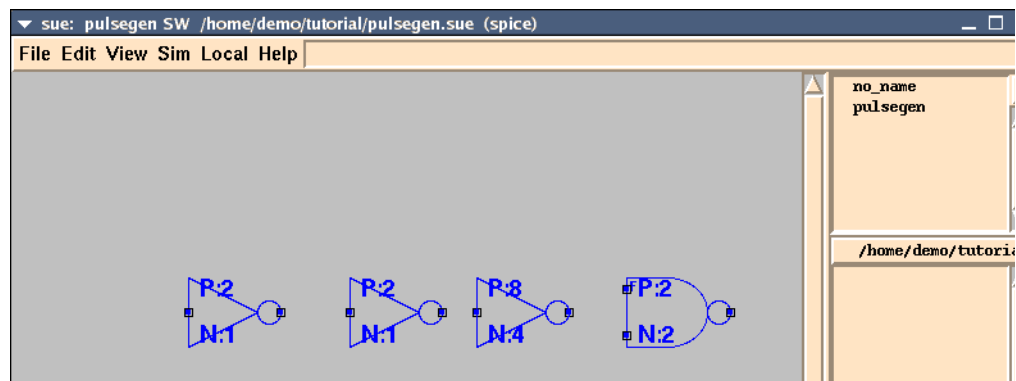 sue: pulsegen SW /home/demo/tutorial/pulsegen.sue (spice)
File Edit View Sim Local Help
no_name
pulsegen
/home/demo/tutoria
P:2 P:2 P:8 FP:2
N:1 N:1 N:4 N:2